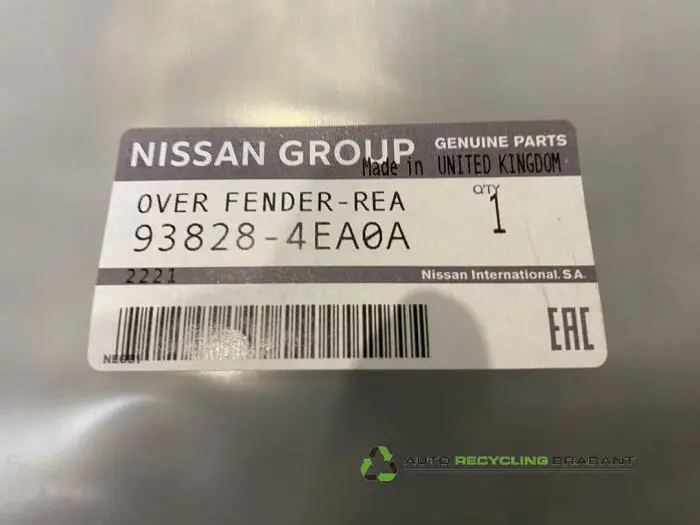 NISSAN GROUP GENUINE PARTS
Made in UNITED KINGDOM
OVER FENDER-REA
QTY
1
93828-4EA0A
2221
Nissan International. S.A.
EAC
AUTO RECYCLING BRABANT